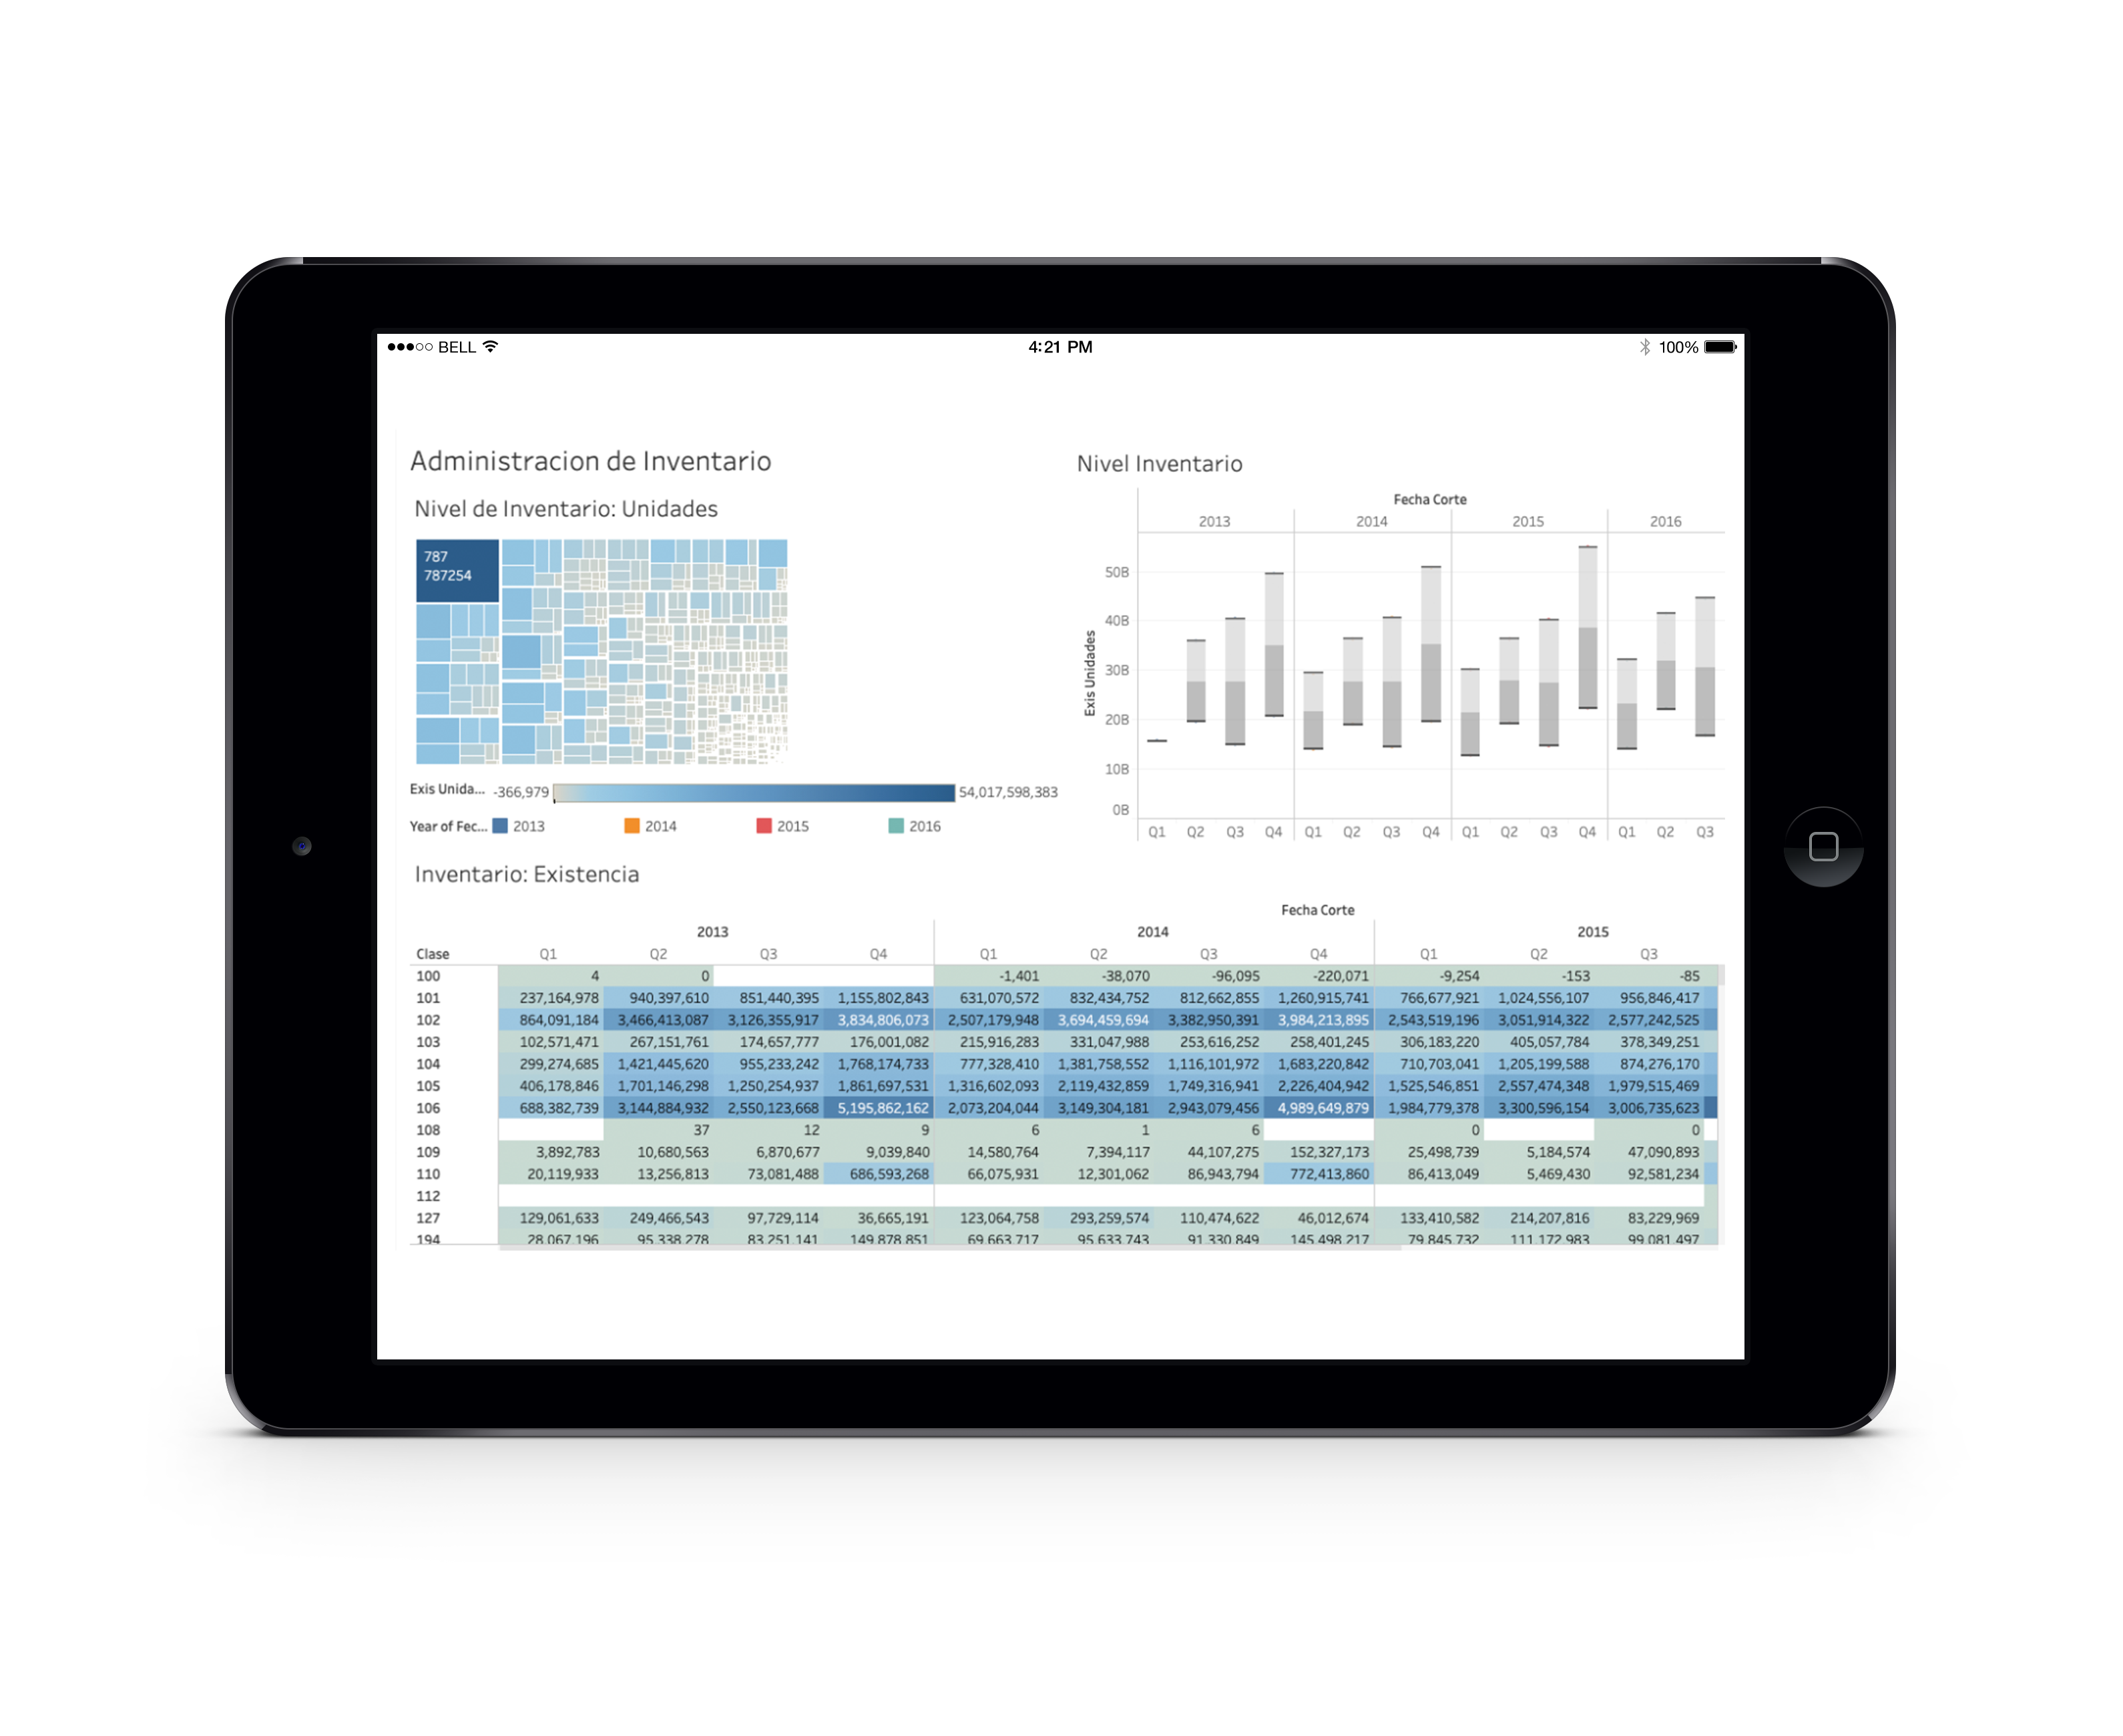 BELL 4:21 PM 100%
Administracion de Inventario
Nivel de Inventario: Unidades
787
787254
Exis Unida... -366,979 54,017,598,383
Year of Fec... 2013 2014 2015 2016
Nivel Inventario
Fecha Corte
2013 2014 2015 2016
Exis Unidades
50B
40B
30B
20B
10B
0B
Q1 Q2 Q3 Q4 Q1 Q2 Q3 Q4 Q1 Q2 Q3 Q4 Q1 Q2 Q3
Inventario: Existencia
Fecha Corte
2013 2014 2015
Clase Q1 Q2 Q3 Q4 Q1 Q2 Q3 Q4 Q1 Q2 Q3
100 4 0 -1,401 -38,070 -96,095 -220,071 -9,254 -153 -85
101 237,164,978 940,397,610 851,440,395 1,155,802,843 631,070,572 832,434,752 812,662,855 1,260,915,741 766,677,921 1,024,556,107 956,846,417
102 864,091,184 3,466,413,087 3,126,355,917 3,834,806,073 2,507,179,948 3,694,459,694 3,382,950,391 3,984,213,895 2,543,519,196 3,051,914,322 2,577,242,525
103 102,571,471 267,151,761 174,657,777 176,001,082 215,916,283 331,047,988 253,616,252 258,401,245 306,183,220 405,057,784 378,349,251
104 299,274,685 1,421,445,620 955,233,242 1,768,174,733 777,328,410 1,381,758,552 1,116,101,972 1,683,220,842 710,703,041 1,205,199,588 874,276,170
105 406,178,846 1,701,146,298 1,250,254,937 1,861,697,531 1,316,602,093 2,119,432,859 1,749,316,941 2,226,404,942 1,525,546,851 2,557,474,348 1,979,515,469
106 688,382,739 3,144,884,932 2,550,123,668 5,195,862,162 2,073,204,044 3,149,304,181 2,943,079,456 4,989,649,879 1,984,779,378 3,300,596,154 3,006,735,623
108 37 12 9 6 1 6 0 0
109 3,892,783 10,680,563 6,870,677 9,039,840 14,580,764 7,394,117 44,107,275 152,327,173 25,498,739 5,184,574 47,090,893
110 20,119,933 13,256,813 73,081,488 686,593,268 66,075,931 12,301,062 86,943,794 772,413,860 86,413,049 5,469,430 92,581,234
112
127 129,061,633 249,466,543 97,729,114 36,665,191 123,064,758 293,259,574 110,474,622 46,012,674 133,410,582 214,207,816 83,229,969
194 28,067,196 95,338,278 83,251,141 149,878,851 69,663,717 95,633,743 91,330,849 145,498,217 79,845,732 111,172,983 99,081,497